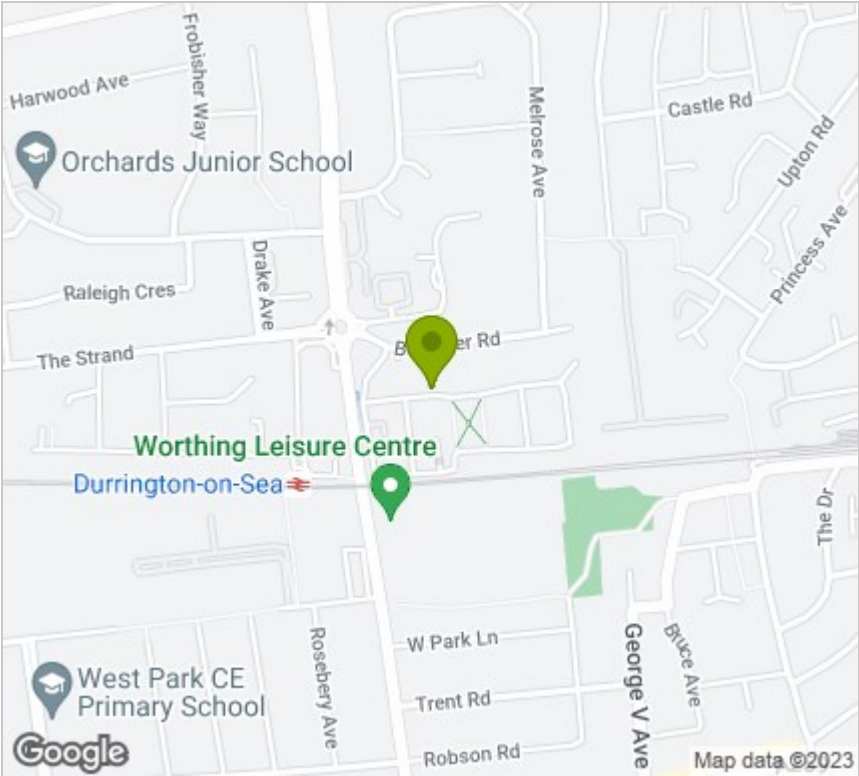 Frobisher Way
Harwood Ave
Melrose Ave
Castle Rd
Upton Rd
Orchards Junior School
Princess Ave
Drake Ave
Raleigh Cres
Rd
The Strand
Worthing Leisure Centre
Durrington-on-Sea
The Dr
Rosebery Ave
W Park Ln
George V Ave
Bruce Ave
West Park CE
Primary School
Trent Rd
Robson Rd
Google
Map data ©2023